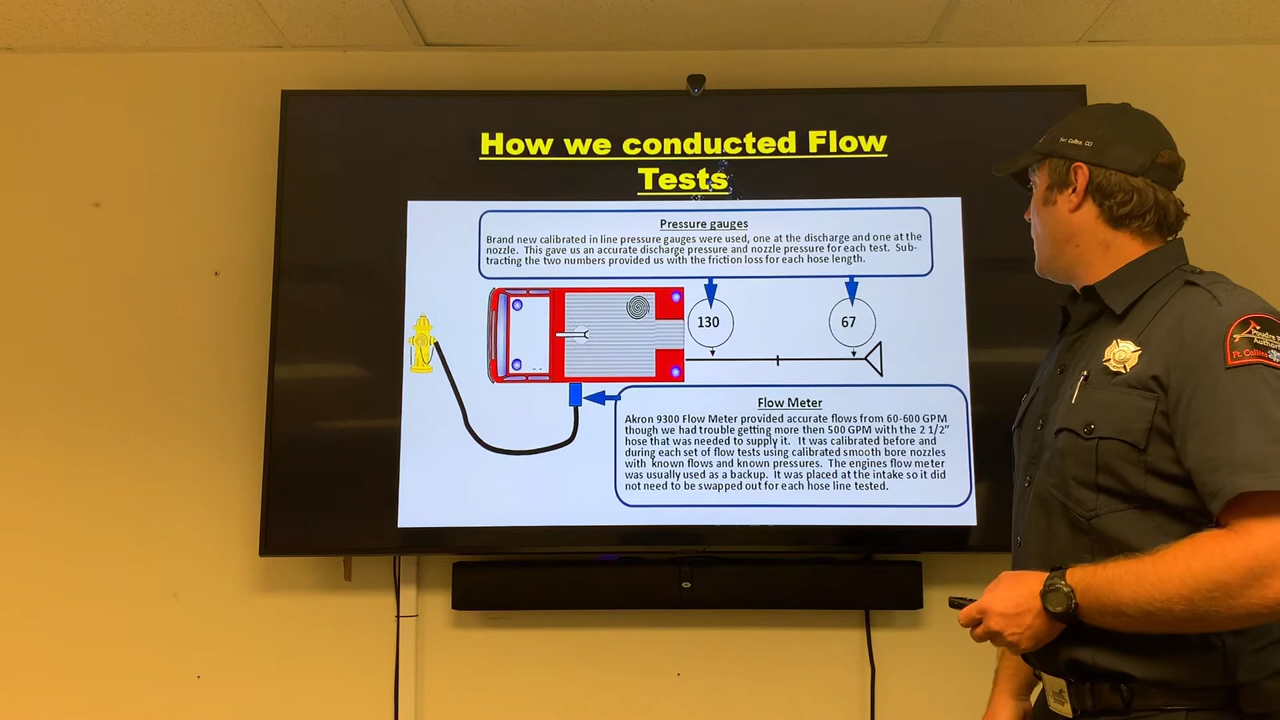 How we conducted Flow
Tests
Pressure gauges
Brand new calibrated in line pressure gauges were used, one at the discharge and one at the
nozzle. This gave us an accurate discharge pressure and nozzle pressure for each test. Sub-
tracting the two numbers provided us with the friction loss for each hose length.
130
67
Flow Meter
Akron 9300 Flow Meter provided accurate flows from 60-600 GPM
though we had trouble getting more then 500 GPM with the 2 1/2"
hose that was needed to supply it. It was calibrated before and
during each set of flow tests using calibrated smooth bore nozzles
with known flows and known pressures. The engines flow meter
was usually used as a backup. It was placed at the intake so it did
not need to be swapped out for each hose line tested.
Fort Collins, CO
Poudre
Authori
Ft. Collins